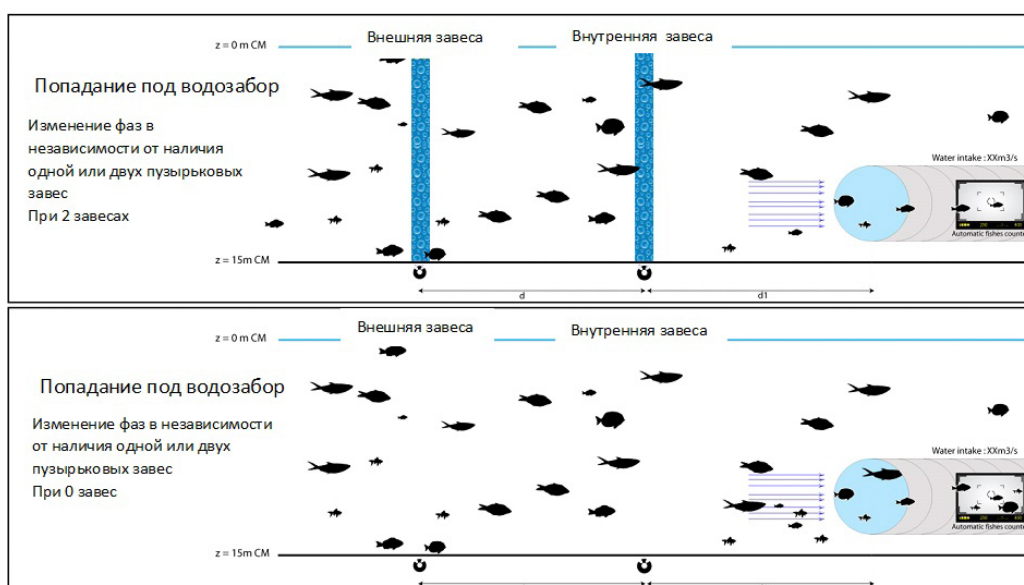 Внешняя завеса
Внутренняя завеса
z = 0 m CM
Попадание под водозабор
Изменение фаз в
независимости от наличия
одной или двух пузырьковых
завес
При 2 завесах
Water intake : XXm3/s
Automatic fishes counte
z = 15m CM
d
d1
Внешняя завеса
Внутренняя завеса
z = 0 m CM
Попадание под водозабор
Изменение фаз в независимости
от наличия одной или двух
пузырьковых завес
При 0 завес
Water intake : XXm3/s
Automatic fishes counte
z = 15m CM